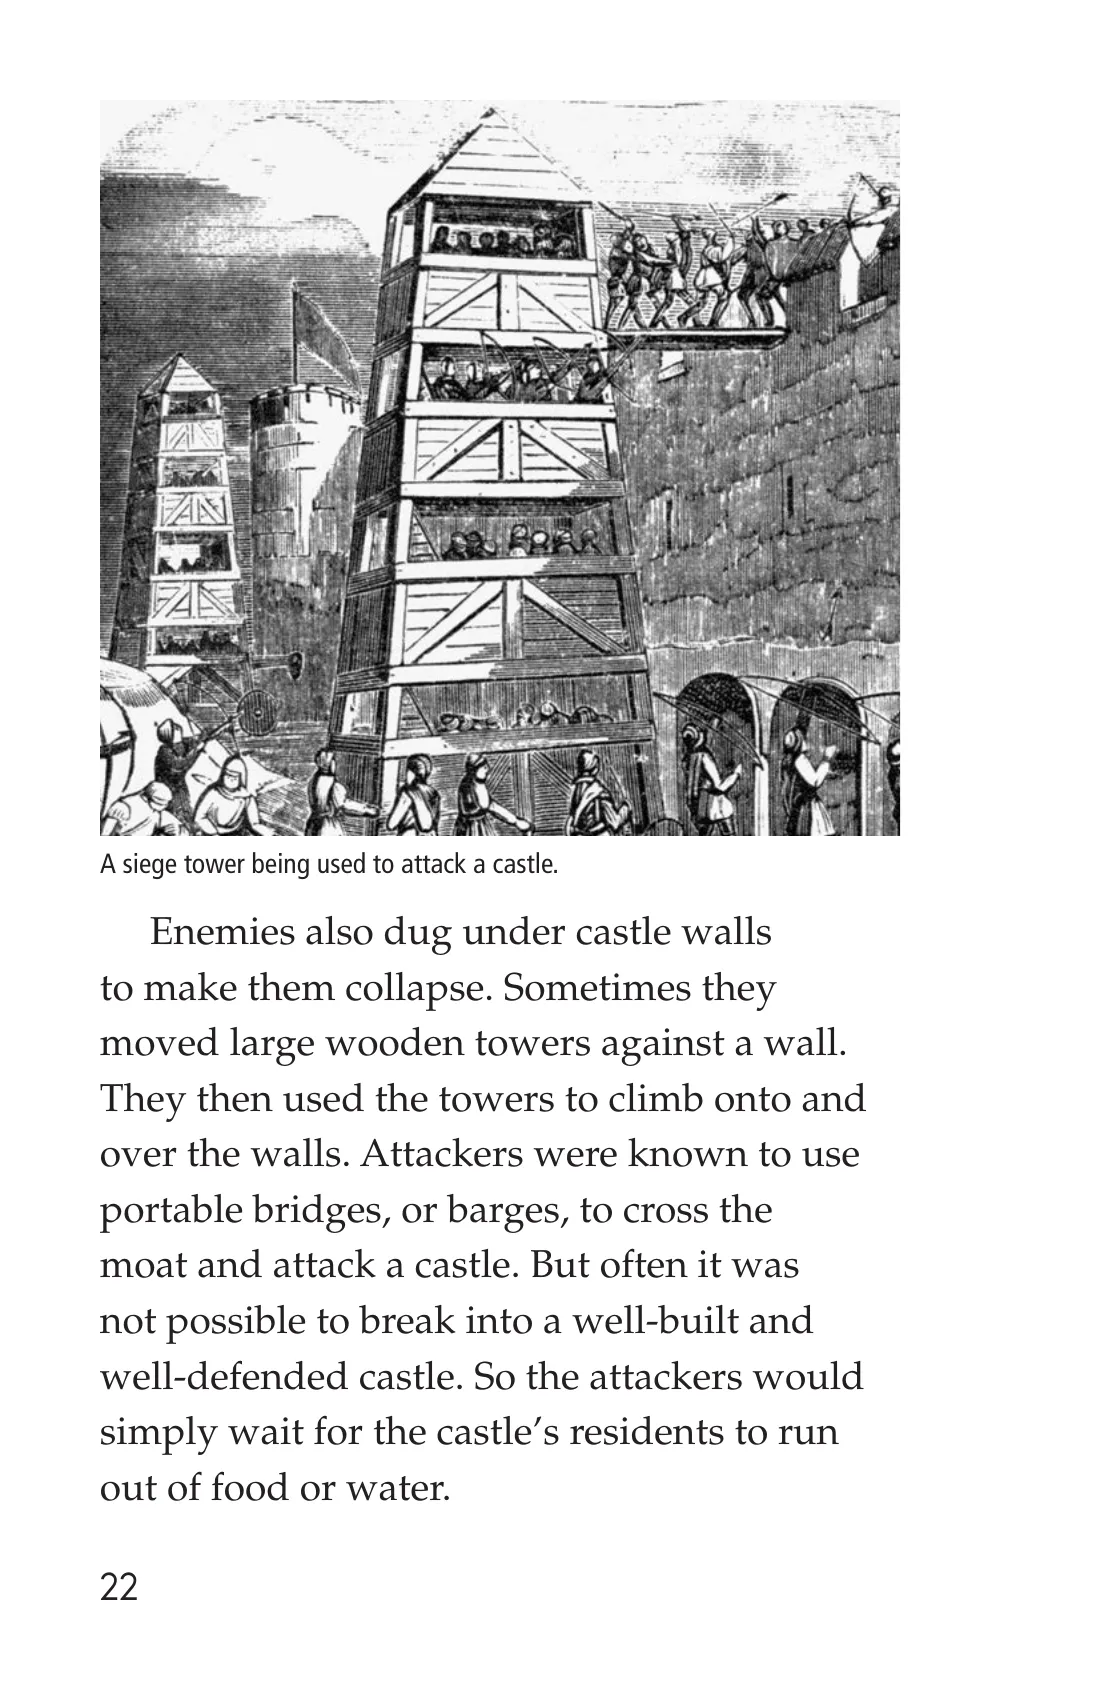 A siege tower being used to attack a castle.
Enemies also dug under castle walls
to make them collapse. Sometimes they
moved large wooden towers against a wall.
They then used the towers to climb onto and
over the walls. Attackers were known to use
portable bridges, or barges, to cross the
moat and attack a castle. But often it was
not possible to break into a well-built and
well-defended castle. So the attackers would
simply wait for the castle’s residents to run
out of food or water.
22